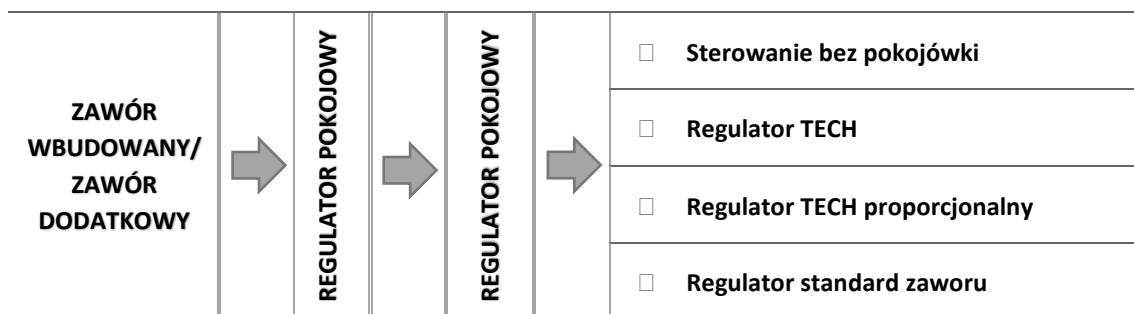 ZAWÓR
WBUDOWANY/
ZAWÓR
DODATKOWY
REGULATOR POKOJOWY
REGULATOR POKOJOWY
Sterowanie bez pokojówki
Regulator TECH
Regulator TECH proporcjonalny
Regulator standard zaworu